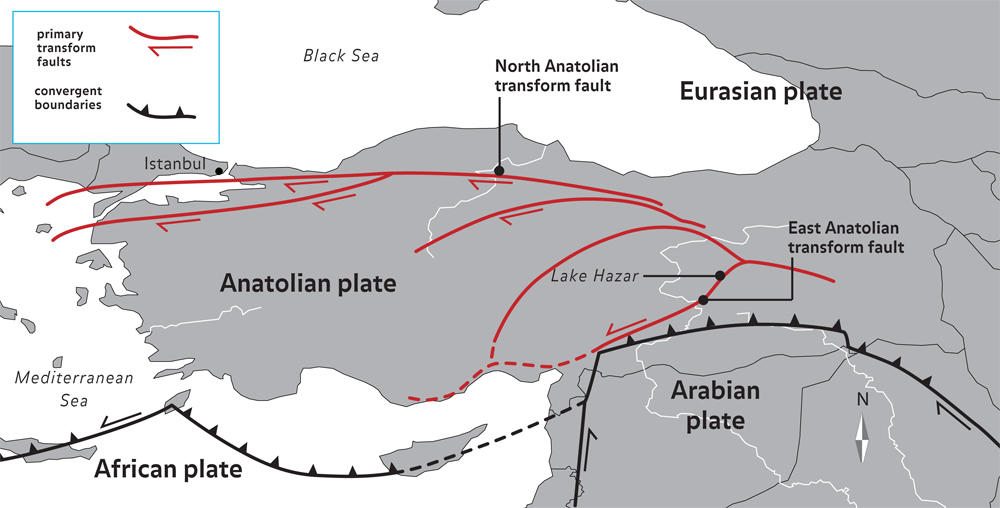 primary
transform
faults
convergent
boundaries
Black Sea
North Anatolian
transform fault
Eurasian plate
Istanbul
East Anatolian
transform fault
Lake Hazar
Anatolian plate
Mediterranean
Sea
Arabian
plate
N
African plate